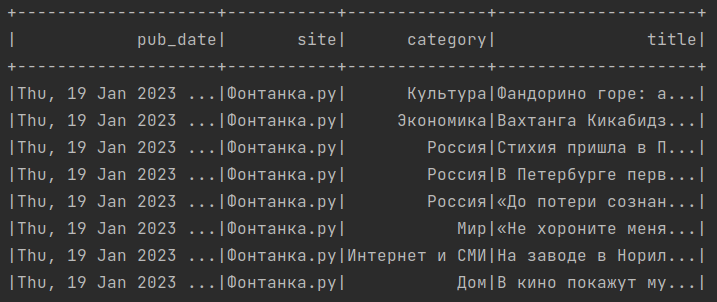 +--------------------+-----------+--------------+--------------------+
|            pub_date|       site|      category|               title|
+--------------------+-----------+--------------+--------------------+
|Thu, 19 Jan 2023 ...|Фонтанка.ру|      Культура|Фандорино горе: а...|
|Thu, 19 Jan 2023 ...|Фонтанка.ру|     Экономика|Вахтанга Кикабидз...|
|Thu, 19 Jan 2023 ...|Фонтанка.ру|        Россия|Стихия пришла в П...|
|Thu, 19 Jan 2023 ...|Фонтанка.ру|        Россия|В Петербурге перв...|
|Thu, 19 Jan 2023 ...|Фонтанка.ру|        Россия|«До потери сознан...|
|Thu, 19 Jan 2023 ...|Фонтанка.ру|           Мир|«Не хороните меня...|
|Thu, 19 Jan 2023 ...|Фонтанка.ру|Интернет и СМИ|На заводе в Норил...|
|Thu, 19 Jan 2023 ...|Фонтанка.ру|           Дом|В кино покажут му...|